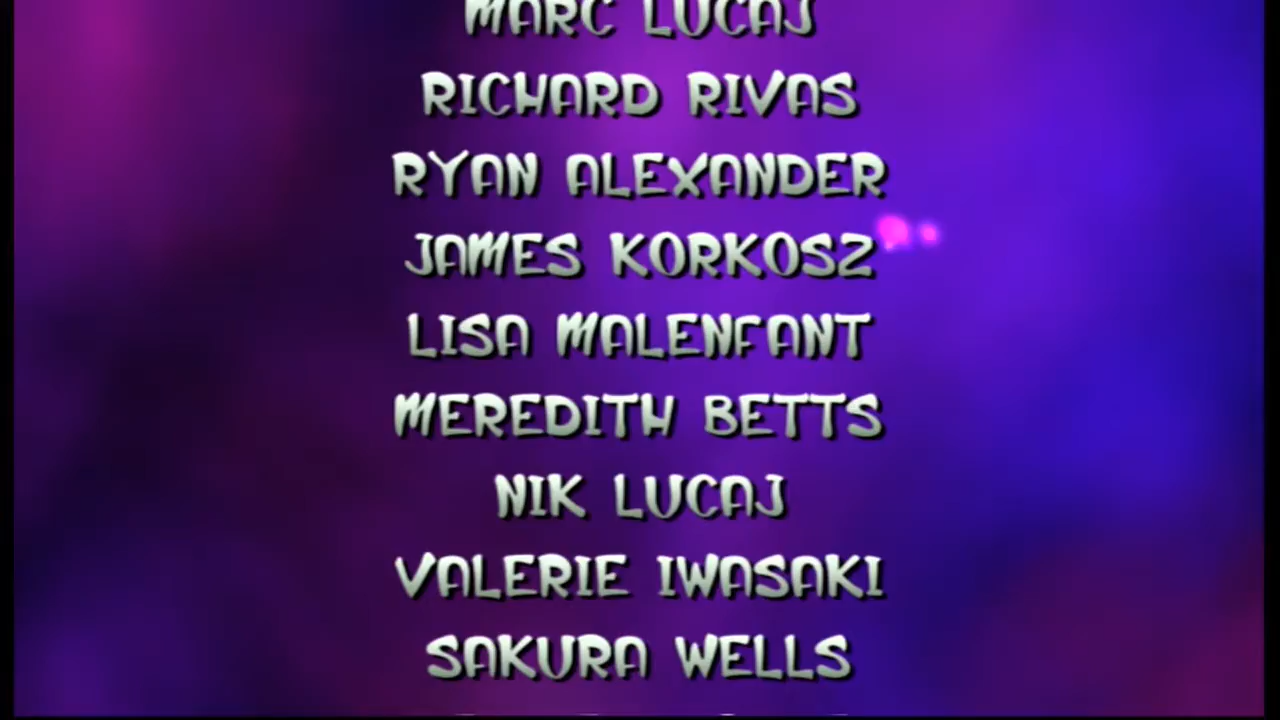 MARC LUCAJ
RICHARD RIVAS
RYAN ALEXANDER
JAMES KORKOSZ
LISA MALENFANT
MEREDITH BETTS
NIK LUCAJ
VALERIE IWASAKI
SAKURA WELLS